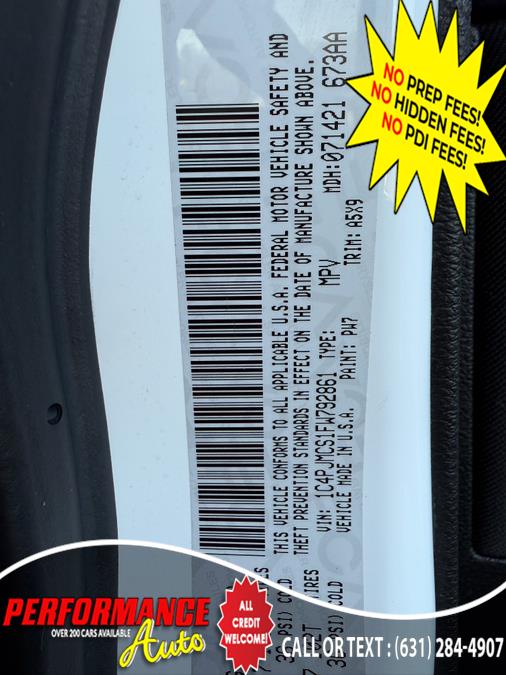 THIS VEHICLE CONFORMS TO ALL APPLICABLE U.S.A. FEDERAL MOTOR VEHICLE SAFETY AND
THEFT PREVENTION STANDARDS IN EFFECT ON THE DATE OF MANUFACTURE SHOWN ABOVE.
VIN: 1C4PJMCS1FW792861 TYPE: MPV MDH:071421 673AA
VEHICLE MADE IN U.S.A. PAINT: PW7 TRIM: A5X9
PSI) COLD
NO PREP FEES!
NO HIDDEN FEES!
NO PDI FEES!
PERFORMANCE
OVER 200 CARS AVAILABLE
Auto
ALL
CREDIT
WELCOME!
CALL OR TEXT : (631) 284-4907